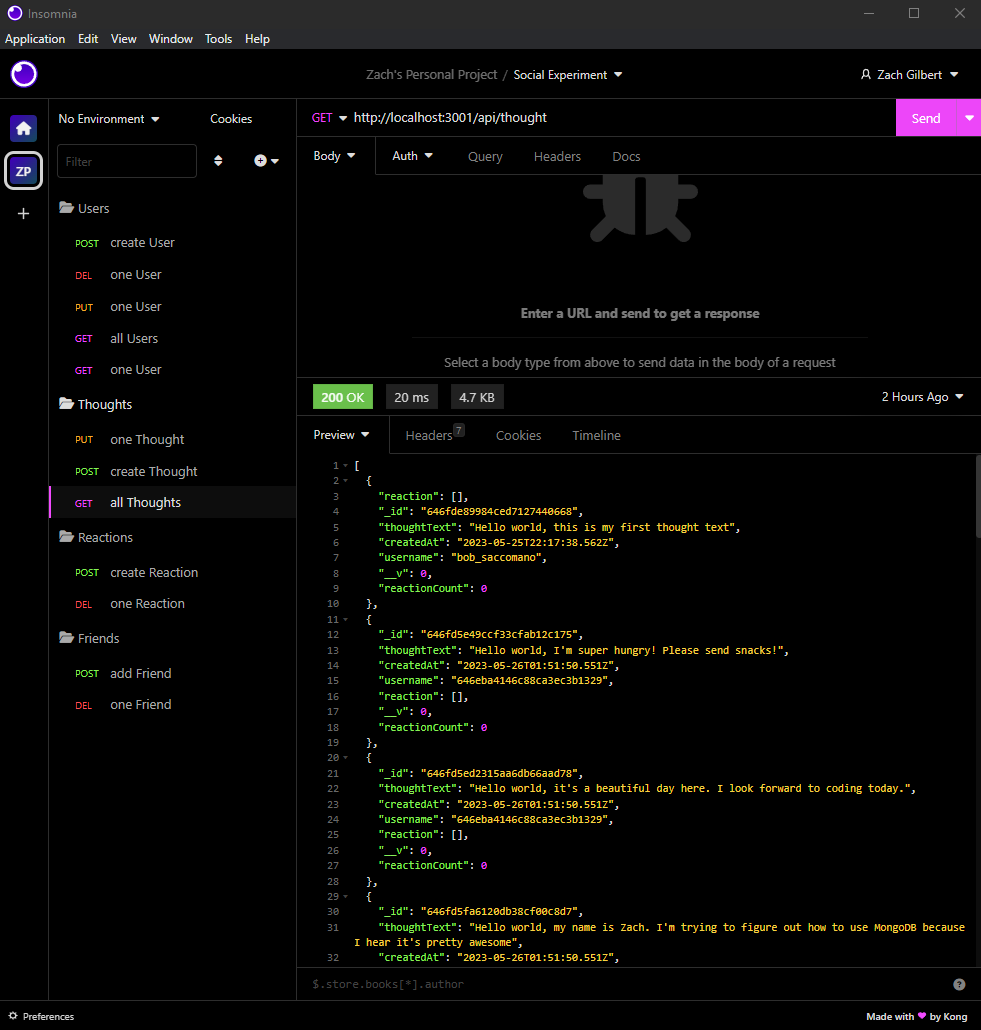 Insomnia
Application Edit View Window Tools Help
Zach's Personal Project / Social Experiment
Zach Gilbert
No Environment
Cookies
Filter
ZP
Users
POST create User
DEL one User
PUT one User
GET all Users
GET one User
Thoughts
PUT one Thought
POST create Thought
GET all Thoughts
Reactions
POST create Reaction
DEL one Reaction
Friends
POST add Friend
DEL one Friend
GET http://localhost:3001/api/thought
Send
Body Auth Query Headers Docs
Enter a URL and send to get a response
Select a body type from above to send data in the body of a request
200 OK 20 ms 4.7 KB 2 Hours Ago
Preview Headers 7 Cookies Timeline
1 [
2 {
3 "reaction": [],
4 "_id": "646fde89984ced7127440668",
5 "thoughtText": "Hello world, this is my first thought text",
6 "createdAt": "2023-05-25T22:17:38.562Z",
7 "username": "bob_saccomano",
8 "__v": 0,
9 "reactionCount": 0
10 },
11 {
12 "_id": "646fd5e49ccf33cfab12c175",
13 "thoughtText": "Hello world, I'm super hungry! Please send snacks!",
14 "createdAt": "2023-05-26T01:51:50.551Z",
15 "username": "646eba4146c88ca3ec3b1329",
16 "reaction": [],
17 "__v": 0,
18 "reactionCount": 0
19 },
20 {
21 "_id": "646fd5ed2315aa6db66aad78",
22 "thoughtText": "Hello world, it's a beautiful day here. I look forward to coding today.",
23 "createdAt": "2023-05-26T01:51:50.551Z",
24 "username": "646eba4146c88ca3ec3b1329",
25 "reaction": [],
26 "__v": 0,
27 "reactionCount": 0
28 },
29 {
30 "_id": "646fd5fa6120db38cf00c8d7",
31 "thoughtText": "Hello world, my name is Zach. I'm trying to figure out how to use MongoDB because
I hear it's pretty awesome",
32 "createdAt": "2023-05-26T01:51:50.551Z",
$.store.books[*].author
Preferences
Made with ♥ by Kong